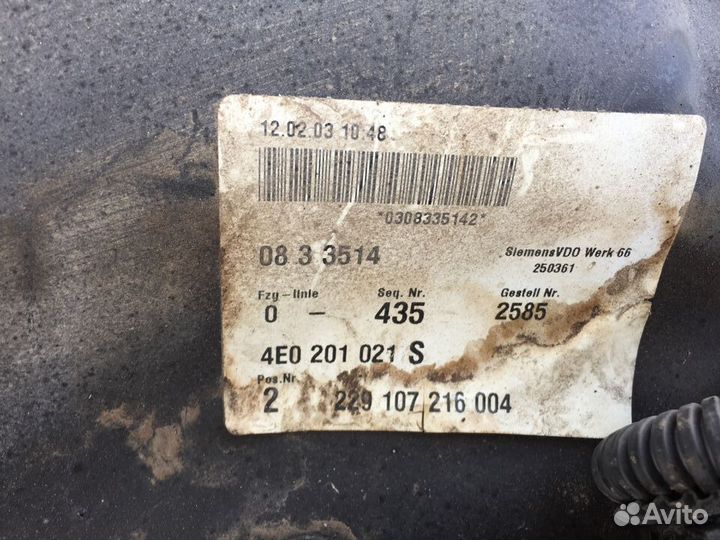 12.02.03 10.48
*0308335142*
08 3 3514
SiemensVDO Werk 66
250361
Fzg-linie Seq. Nr. Gestell Nr.
0 - 435 2585
4E0 201 021 S
Pos.Nr.
2 229 107 216 004
Avito